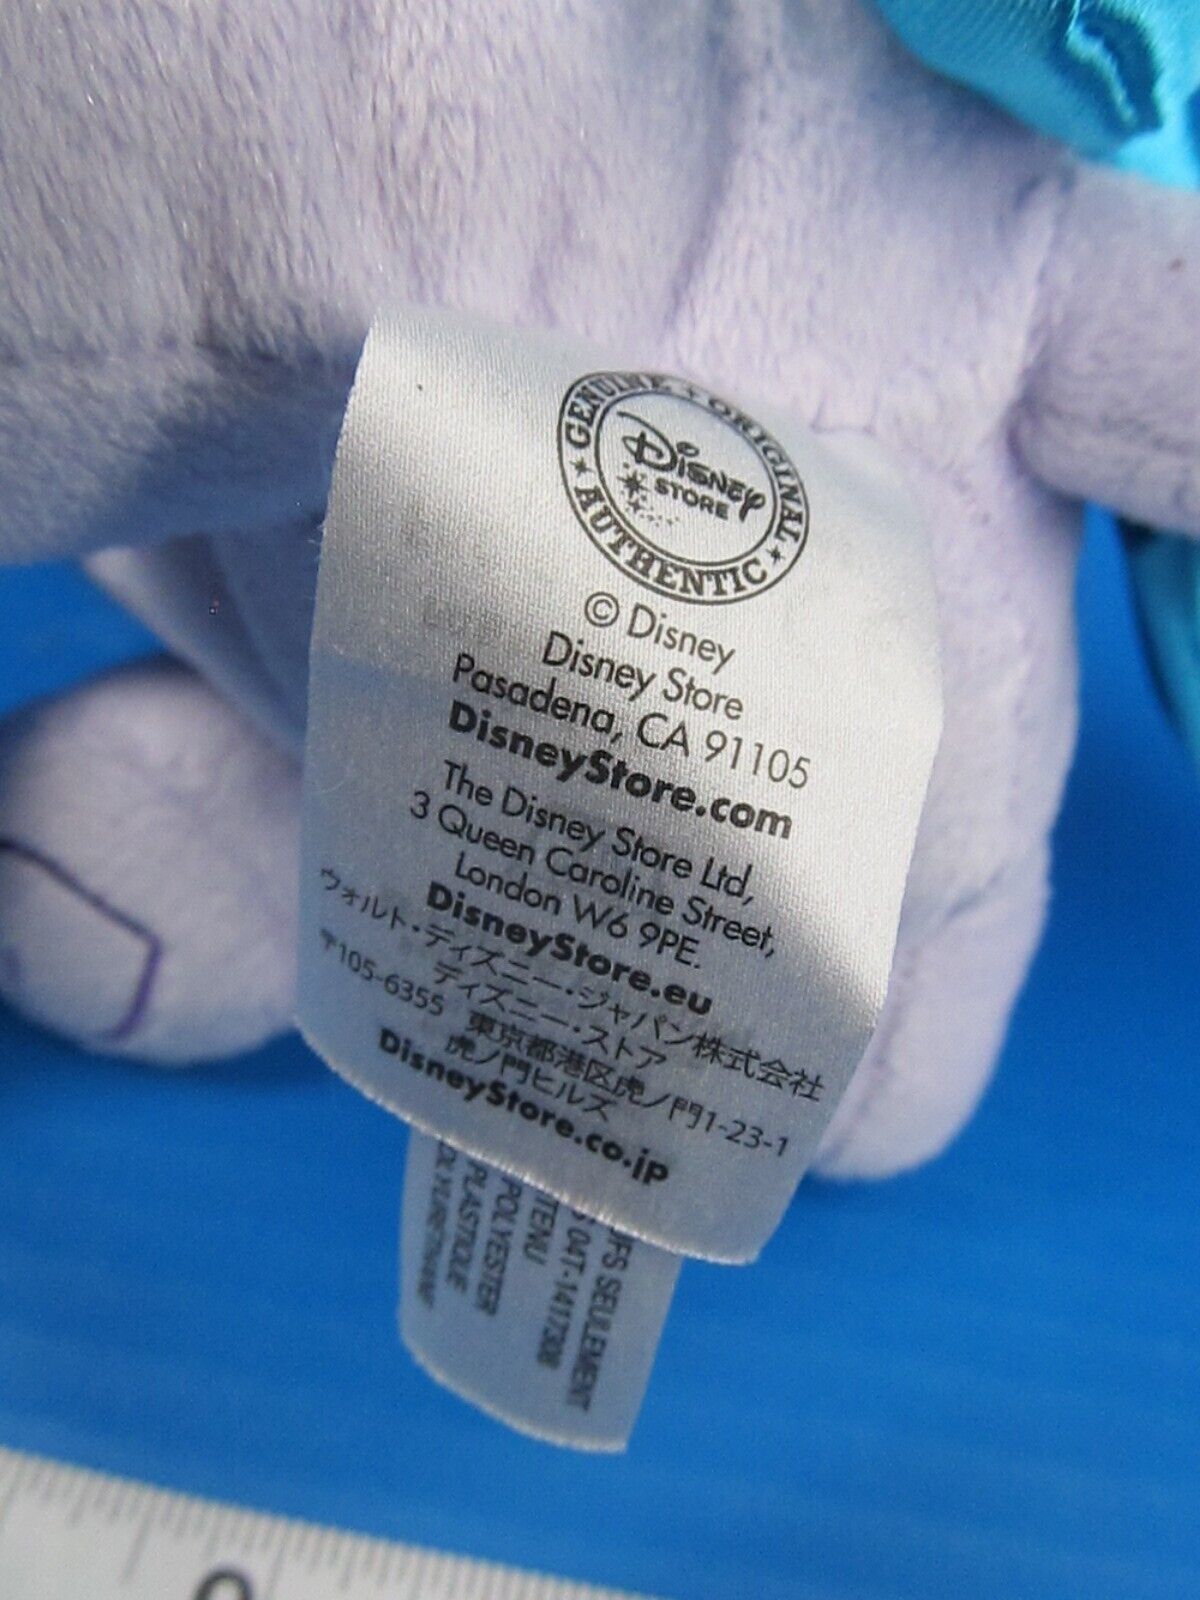 GENUINE ORIGINAL AUTHENTIC
Disney
STORE
© Disney
Disney Store
Pasadena, CA 91105
DisneyStore.com
The Disney Store Ltd,
3 Queen Caroline Street,
London W6 9PE.
DisneyStore.eu
ウォルト・ディズニー・ジャパン株式会社
ディズニー・ストア
〒105-6355 東京都港区虎ノ門1-23-1
虎ノ門ヒルズ
DisneyStore.co.jp
SEULEMENT
04T-1417308
TENU
POLYESTER
PLASTIQUE